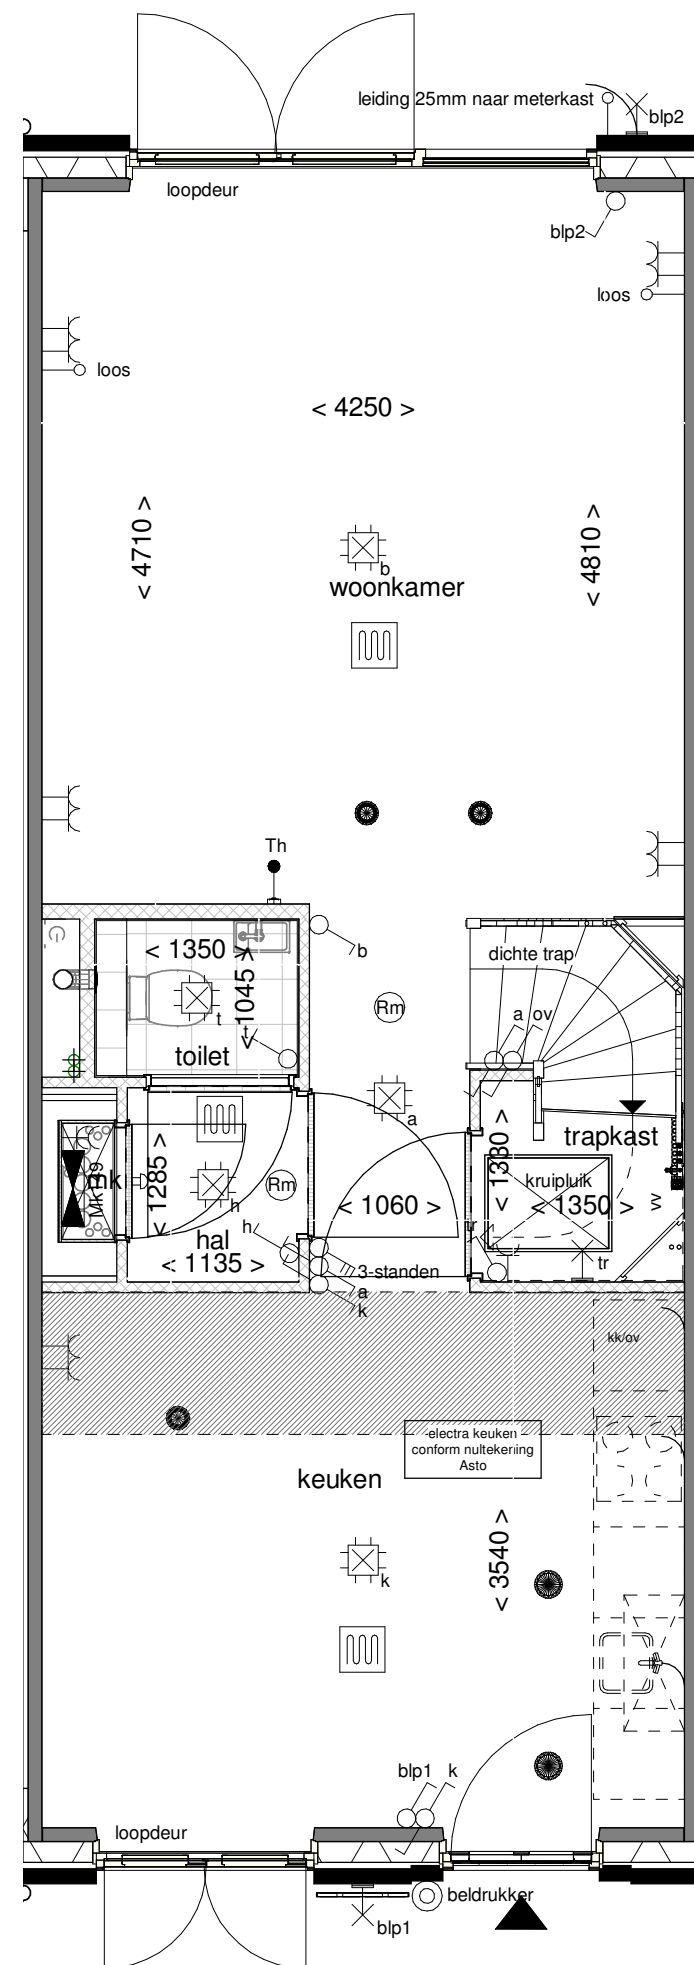 leiding 25mm naar meterkast
blp2
loopdeur
blp2
loos
loos
< 4250 >
< 4710 >
< 4810 >
b
woonkamer
Th
b
< 1350 >
< 1045 >
dichte trap
t
t
toilet
Rm
a ov
a
trapkast
mk
< 1285 >
Rm
< 1330 >
kruipluik
< 1060 >
< 1350 >
vv
h
h
hal
< 1135 >
tr
tr
3-standen
a
k
kk/ov
electra keuken
conform nultekening
Asto
keuken
< 3540 >
k
blp1 k
loopdeur
beldrukker
blp1